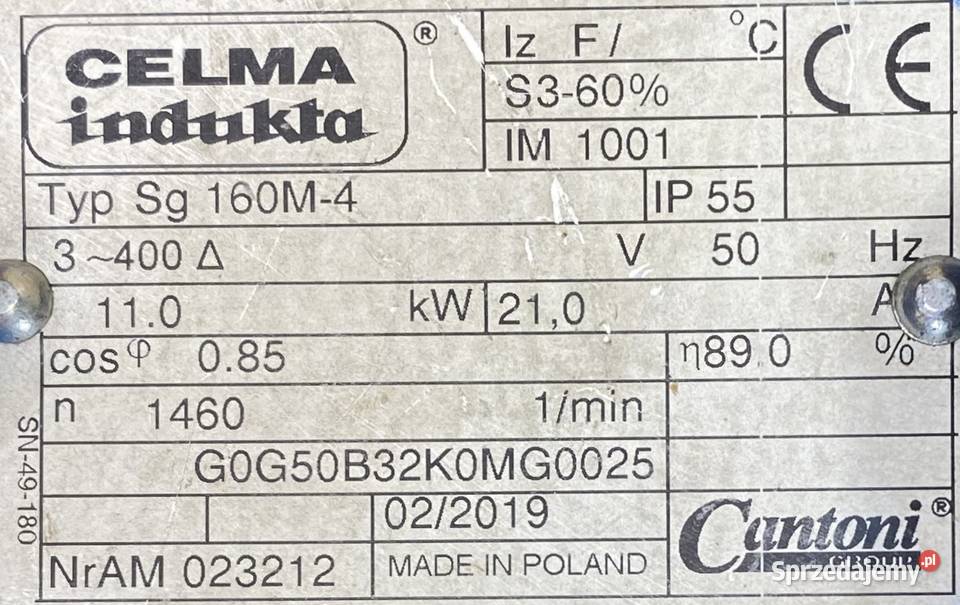 CELMA ®
indukta
Iz F/ °C
S3-60%
IM 1001
CE
Typ Sg 160M-4 IP 55
3~400 Δ V 50 Hz
11.0 kW 21,0 A
cos φ 0.85 η89.0 %
n 1460 1/min
G0G50B32K0MG0025
02/2019
NrAM 023212 MADE IN POLAND
SN-49-180
Cantoni ®
GROUP
Sprzedajemy.pl